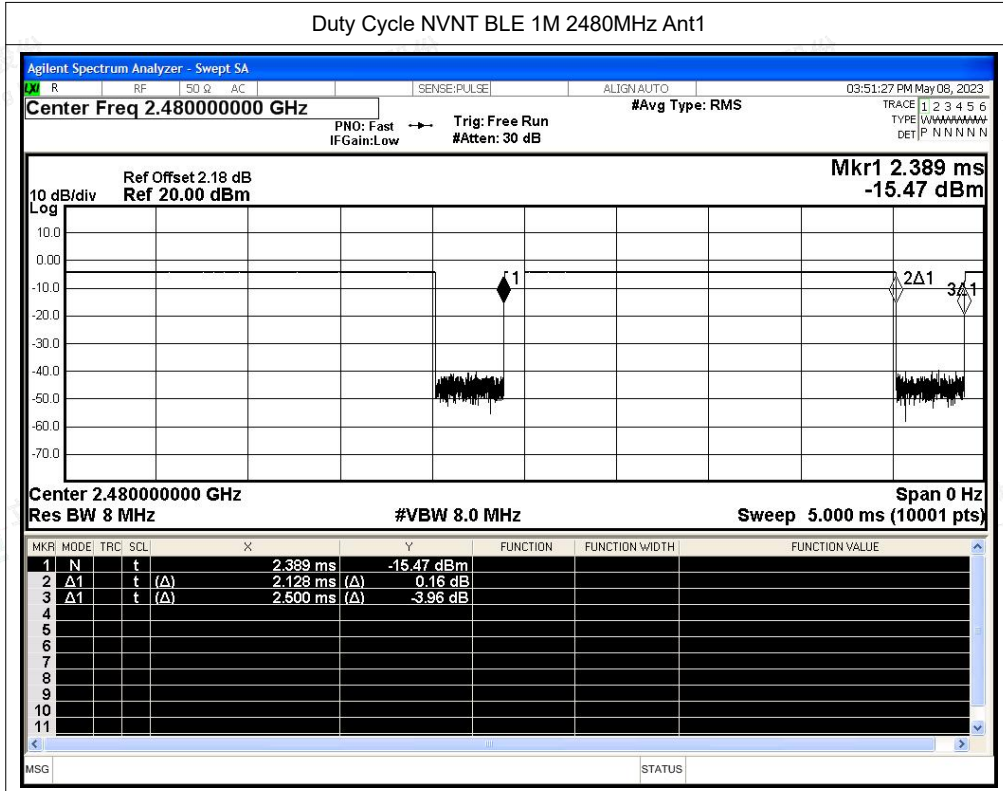 Duty Cycle NVNT BLE 1M 2480MHz Ant1
Agilent Spectrum Analyzer - Swept SA
LXI R RF 50 Ω AC SENSE:PULSE ALIGN AUTO 03:51:27 PM May 08, 2023
Center Freq 2.480000000 GHz #Avg Type: RMS TRACE 1 2 3 4 5 6
PNO: Fast Trig: Free Run TYPE WWWWWW
IFGain:Low #Atten: 30 dB DET P N N N N N
Mkr1 2.389 ms
-15.47 dBm
Ref Offset 2.18 dB
10 dB/div Ref 20.00 dBm
Log
10.0
0.00
-10.0
-20.0
-30.0
-40.0
-50.0
-60.0
-70.0
1
2Δ1
3Δ1
Center 2.480000000 GHz Span 0 Hz
Res BW 8 MHz #VBW 8.0 MHz Sweep 5.000 ms (10001 pts)
MKR MODE TRC SCL X Y FUNCTION FUNCTION WIDTH FUNCTION VALUE
1 N t 2.389 ms -15.47 dBm
2 Δ1 t (Δ) 2.128 ms (Δ) 0.16 dB
3 Δ1 t (Δ) 2.500 ms (Δ) -3.96 dB
4
5
6
7
8
9
10
11
MSG STATUS